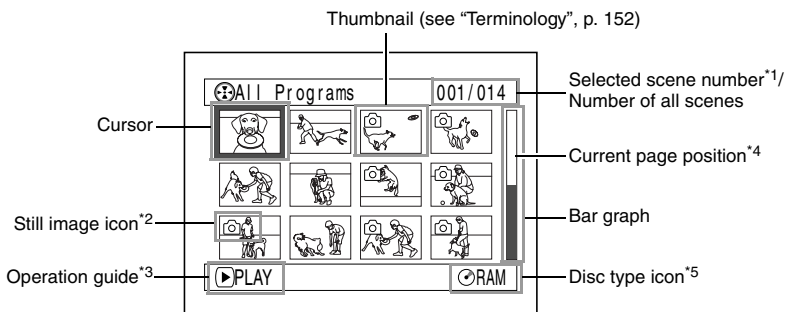 Thumbnail (see “Terminology”, p. 152)
All Programs 001/014
Selected scene number*1/
Number of all scenes
Cursor
Current page position*4
Still image icon*2
Bar graph
Operation guide*3
PLAY
RAM
Disc type icon*5